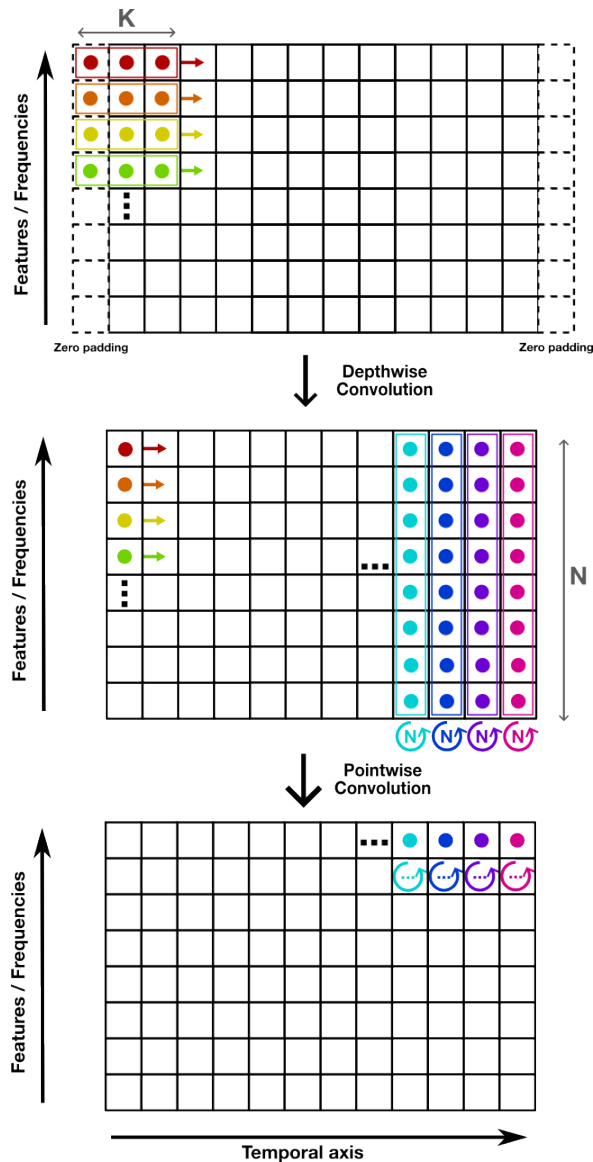 K
Features / Frequencies
Zero padding
Zero padding
Depthwise
Convolution
Features / Frequencies
N
N
N
N
N
Pointwise
Convolution
Features / Frequencies
Temporal axis